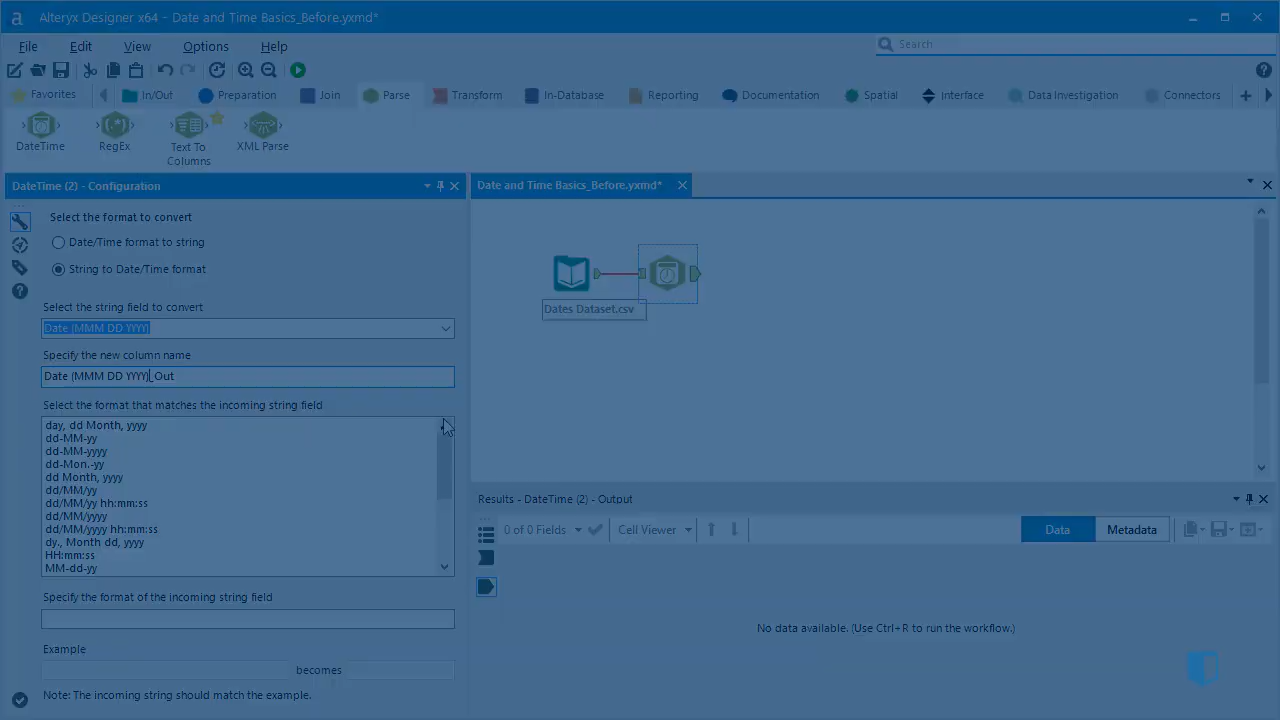 Alteryx Designer x64 - Date and Time Basics_Before.yxmd*
File Edit View Options Help
Search
Favorites In/Out Preparation Join Parse Transform In-Database Reporting Documentation Spatial Interface Data Investigation Connectors
DateTime RegEx Text To Columns XML Parse
DateTime (2) - Configuration
Select the format to convert
Date/Time format to string
String to Date/Time format
Select the string field to convert
Date (MMM DD YYYY)
Specify the new column name
Date (MMM DD YYYY)_Out
Select the format that matches the incoming string field
day, dd Month, yyyy
dd-MM-yy
dd-MM-yyyy
dd-Mon.-yy
dd Month, yyyy
dd/MM/yy
dd/MM/yy hh:mm:ss
dd/MM/yyyy
dd/MM/yyyy hh:mm:ss
dy., Month dd, yyyy
HH:mm:ss
MM-dd-yy
Specify the format of the incoming string field
Example
becomes
Note: The incoming string should match the example.
Date and Time Basics_Before.yxmd*
Dates Dataset.csv
Results - DateTime (2) - Output
0 of 0 Fields Cell Viewer Data Metadata
No data available. (Use Ctrl+R to run the workflow.)